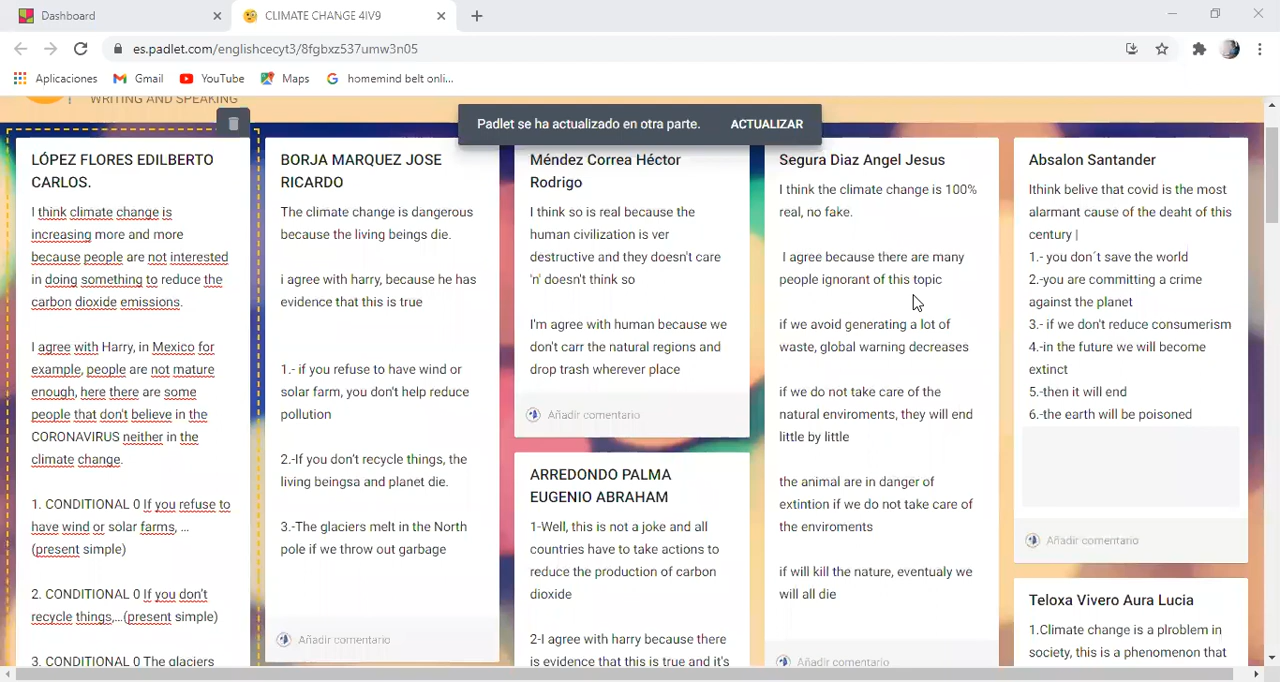 Dashboard
CLIMATE CHANGE 4IV9
es.padlet.com/englishcecyt3/8fgbxz537umw3n05
Aplicaciones
Gmail
YouTube
Maps
homemind belt onli...
WRITING AND SPEAKING
Padlet se ha actualizado en otra parte.
ACTUALIZAR
LÓPEZ FLORES EDILBERTO
CARLOS.
I think climate change is
increasing more and more
because people are not interested
in doing something to reduce the
carbon dioxide emissions.
I agree with Harry, in Mexico for
example, people are not mature
enough, here there are some
people that don't believe in the
CORONAVIRUS neither in the
climate change.
1. CONDITIONAL 0 If you refuse to
have wind or solar farms, ...
(present simple)
2. CONDITIONAL 0 If you don't
recycle things,...(present simple)
3. CONDITIONAL 0 The glaciers
BORJA MARQUEZ JOSE
RICARDO
The climate change is dangerous
because the living beings die.
i agree with harry, because he has
evidence that this is true
1.- if you refuse to have wind or
solar farm, you don't help reduce
pollution
2.-If you don't recycle things, the
living beingsa and planet die.
3.-The glaciers melt in the North
pole if we throw out garbage
Añadir comentario
Méndez Correa Héctor
Rodrigo
I think so is real because the
human civilization is ver
destructive and they doesn't care
'n' doesn't think so
I'm agree with human because we
don't carr the natural regions and
drop trash wherever place
Añadir comentario
ARREDONDO PALMA
EUGENIO ABRAHAM
1-Well, this is not a joke and all
countries have to take actions to
reduce the production of carbon
dioxide
2-I agree with harry because there
is evidence that this is true and it's
Segura Diaz Angel Jesus
I think the climate change is 100%
real, no fake.
I agree because there are many
people ignorant of this topic
if we avoid generating a lot of
waste, global warning decreases
if we do not take care of the
natural enviroments, they will end
little by little
the animal are in danger of
extintion if we do not take care of
the enviroments
if will kill the nature, eventualy we
will all die
Añadir comentario
Absalon Santander
Ithink belive that covid is the most
alarmant cause of the deaht of this
century |
1.- you don´t save the world
2.-you are committing a crime
against the planet
3.- if we don't reduce consumerism
4.-in the future we will become
extinct
5.-then it will end
6.-the earth will be poisoned
Añadir comentario
Teloxa Vivero Aura Lucia
1.Climate change is a plroblem in
society, this is a phenomenon that